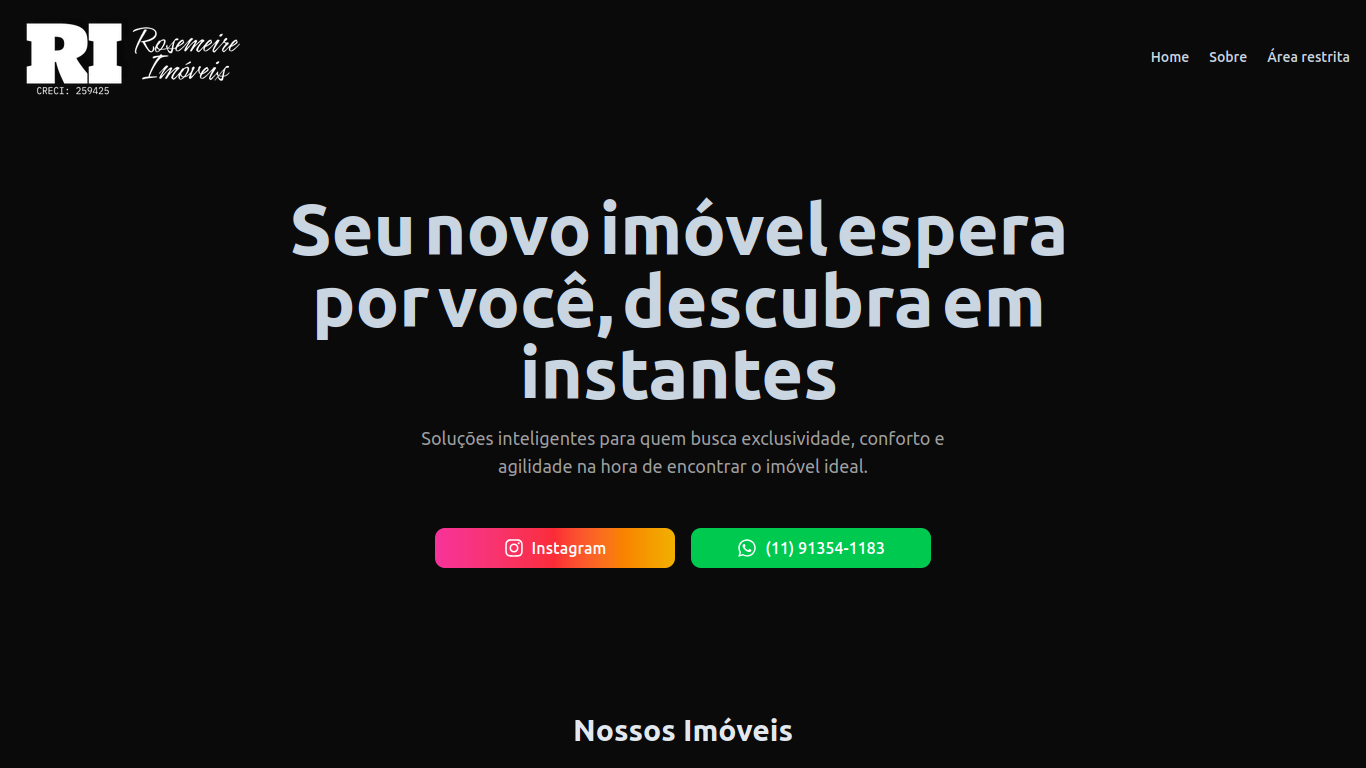 RI
Rosemeire
Imóveis
CRECI: 259425
Home
Sobre
Área restrita
Seu novo imóvel espera
por você, descubra em
instantes
Soluções inteligentes para quem busca exclusividade, conforto e
agilidade na hora de encontrar o imóvel ideal.
Instagram
(11) 91354-1183
Nossos Imóveis